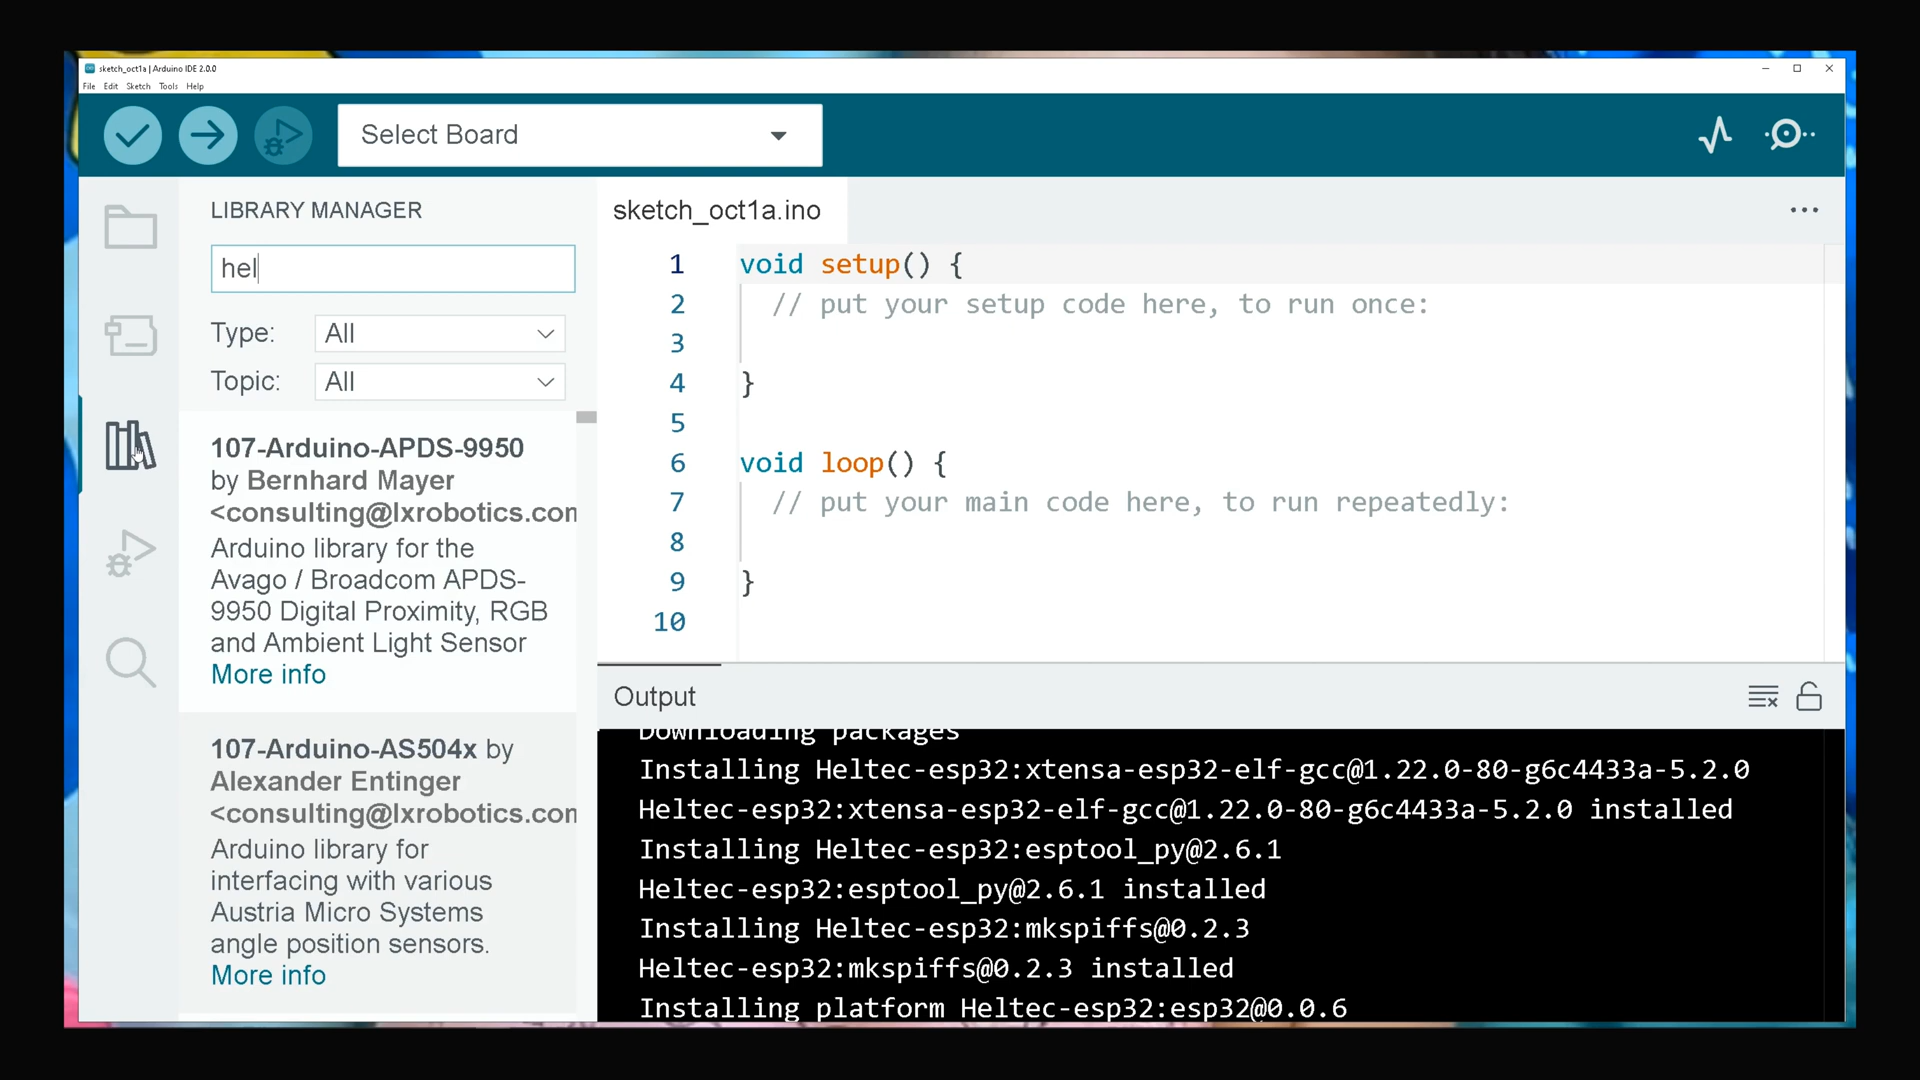 sketch_oct1a | Arduino IDE 2.0.0
File Edit Sketch Tools Help
Select Board
LIBRARY MANAGER
hel
Type: All
Topic: All
107-Arduino-APDS-9950
by Bernhard Mayer
<consulting@lxrobotics.com
Arduino library for the
Avago / Broadcom APDS-
9950 Digital Proximity, RGB
and Ambient Light Sensor
More info
107-Arduino-AS504x by
Alexander Entinger
<consulting@lxrobotics.com
Arduino library for
interfacing with various
Austria Micro Systems
angle position sensors.
More info
sketch_oct1a.ino
1 void setup() {
2 // put your setup code here, to run once:
3
4 }
5
6 void loop() {
7 // put your main code here, to run repeatedly:
8
9 }
10
Output
Downloading packages
Installing Heltec-esp32:xtensa-esp32-elf-gcc@1.22.0-80-g6c4433a-5.2.0
Heltec-esp32:xtensa-esp32-elf-gcc@1.22.0-80-g6c4433a-5.2.0 installed
Installing Heltec-esp32:esptool_py@2.6.1
Heltec-esp32:esptool_py@2.6.1 installed
Installing Heltec-esp32:mkspiffs@0.2.3
Heltec-esp32:mkspiffs@0.2.3 installed
Installing platform Heltec-esp32:esp32@0.0.6